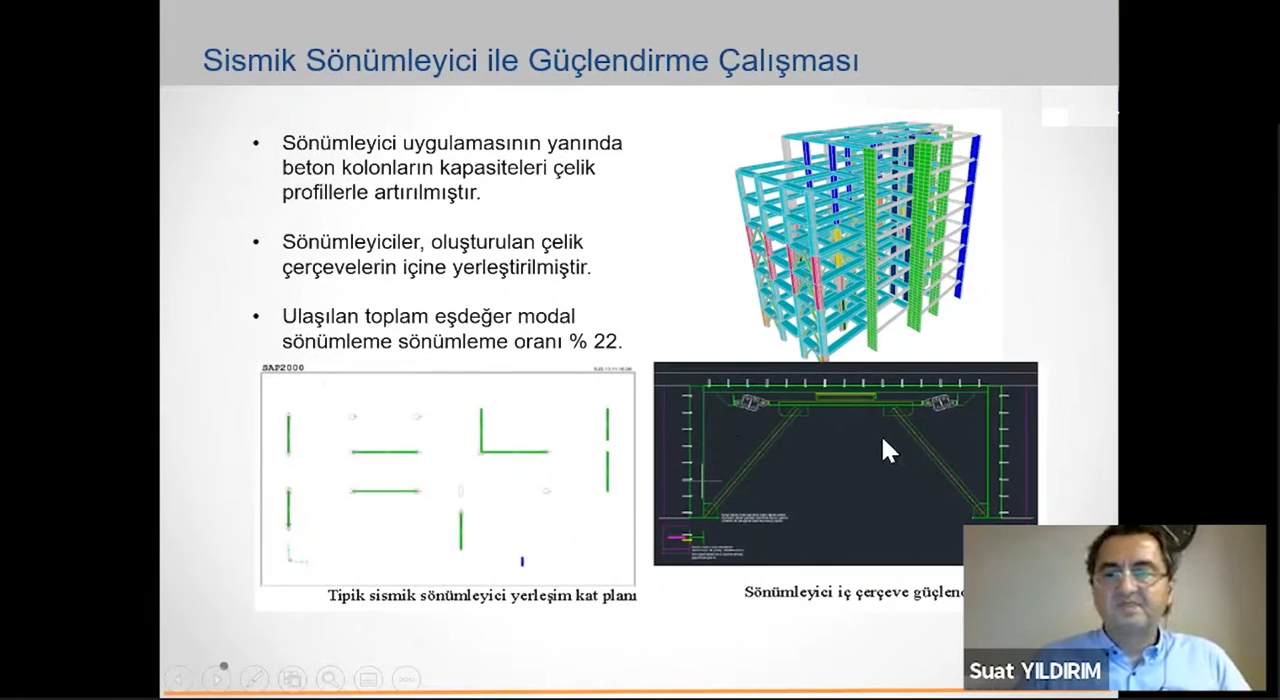 Sismik Sönümleyici ile Güçlendirme Çalışması
• Sönümleyici uygulamasının yanında
beton kolonların kapasiteleri çelik
profillerle artırılmıştır.
• Sönümleyiciler, oluşturulan çelik
çerçevelerin içine yerleştirilmiştir.
• Ulaşılan toplam eşdeğer modal
sönümleme sönümleme oranı % 22.
SAP2000
Tipik sismik sönümleyici yerleşim kat planı
Sönümleyici iç çerçeve
Suat YILDIRIM